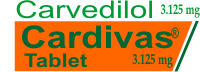 Carvedilol 3.125 mg
Cardivas®
Tablet 3.125 mg